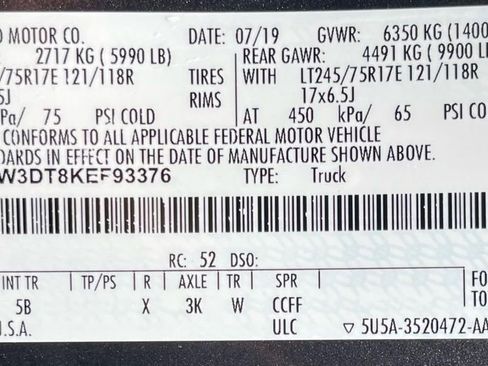 O MOTOR CO. DATE: 07/19 GVWR: 6350 KG (1400
2717 KG ( 5990 LB) REAR GAWR: 4491 KG ( 9900 LB
/75R17E 121/118R TIRES WITH LT245/75R17E 121/118R
5J RIMS 17x6.5J
Pa/ 75 PSI COLD AT 450 kPa/ 65 PSI CO
CONFORMS TO ALL APPLICABLE FEDERAL MOTOR VEHICLE
DARDS IN EFFECT ON THE DATE OF MANUFACTURE SHOWN ABOVE.
W3DT8KEF93376 TYPE: Truck
RC: 52 DSO:
INT TR TP/PS R AXLE TR SPR FO
5B X 3K W CCFF TO
U.S.A. ULC ▽ 5U5A-3520472-AA